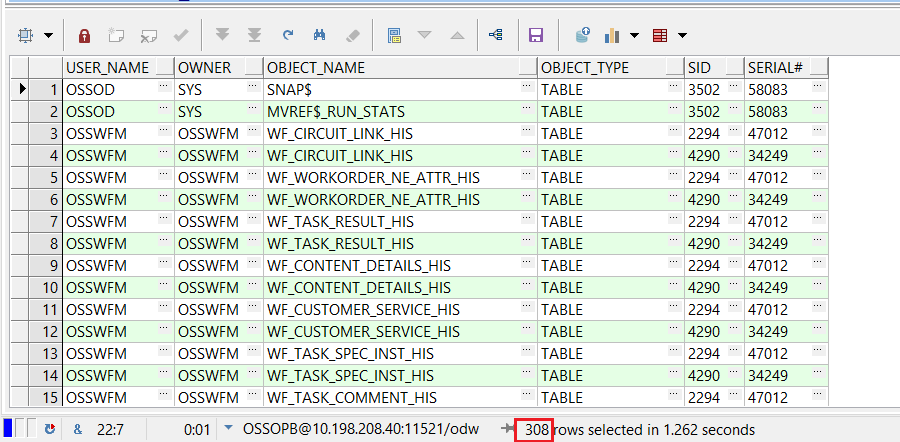 USER_NAME OWNER OBJECT_NAME OBJECT_TYPE SID SERIAL#
1 OSSOD SYS SNAP$ TABLE 3502 58083
2 OSSOD SYS MVREF$_RUN_STATS TABLE 3502 58083
3 OSSWFM OSSWFM WF_CIRCUIT_LINK_HIS TABLE 2294 47012
4 OSSWFM OSSWFM WF_CIRCUIT_LINK_HIS TABLE 4290 34249
5 OSSWFM OSSWFM WF_WORKORDER_NE_ATTR_HIS TABLE 2294 47012
6 OSSWFM OSSWFM WF_WORKORDER_NE_ATTR_HIS TABLE 4290 34249
7 OSSWFM OSSWFM WF_TASK_RESULT_HIS TABLE 2294 47012
8 OSSWFM OSSWFM WF_TASK_RESULT_HIS TABLE 4290 34249
9 OSSWFM OSSWFM WF_CONTENT_DETAILS_HIS TABLE 2294 47012
10 OSSWFM OSSWFM WF_CONTENT_DETAILS_HIS TABLE 4290 34249
11 OSSWFM OSSWFM WF_CUSTOMER_SERVICE_HIS TABLE 2294 47012
12 OSSWFM OSSWFM WF_CUSTOMER_SERVICE_HIS TABLE 4290 34249
13 OSSWFM OSSWFM WF_TASK_SPEC_INST_HIS TABLE 2294 47012
14 OSSWFM OSSWFM WF_TASK_SPEC_INST_HIS TABLE 4290 34249
15 OSSWFM OSSWFM WF_TASK_COMMENT_HIS TABLE 2294 47012
& 22:7 0:01 OSSOPB@10.198.208.40:11521/odw 308 rows selected in 1.262 seconds